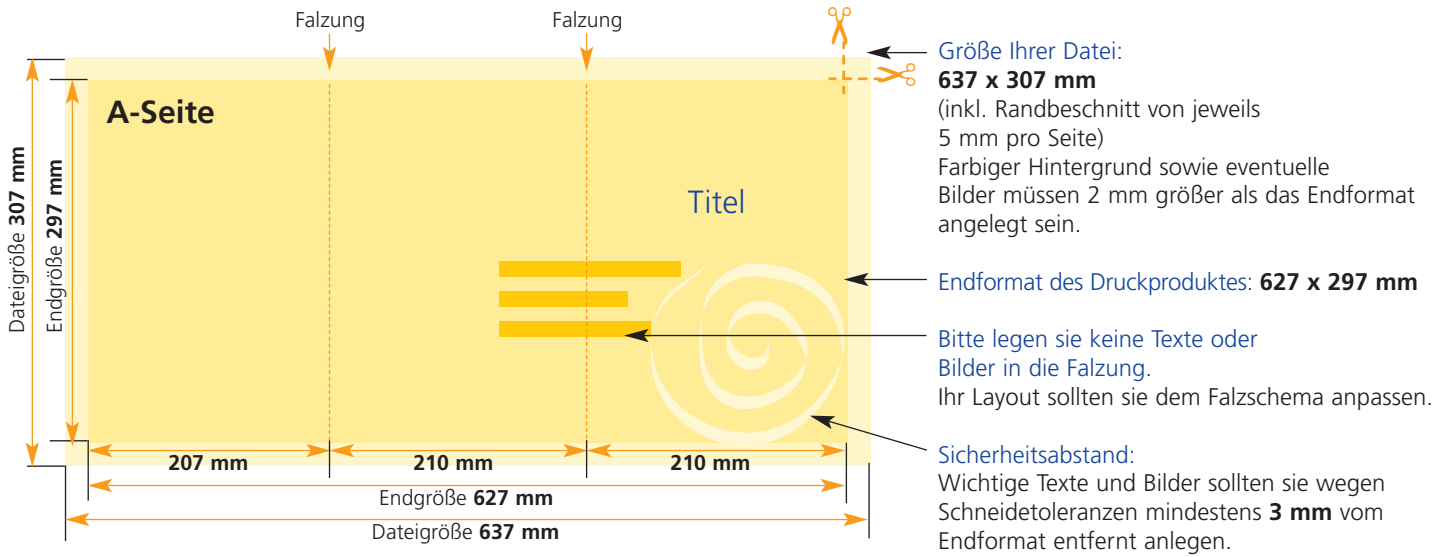 Falzung
Falzung
A-Seite
Titel
Dateigröße 307 mm
Endgröße 297 mm
207 mm
210 mm
210 mm
Endgröße 627 mm
Dateigröße 637 mm
Größe Ihrer Datei:
637 x 307 mm
(inkl. Randbeschnitt von jeweils
5 mm pro Seite)
Farbiger Hintergrund sowie eventuelle
Bilder müssen 2 mm größer als das Endformat
angelegt sein.
Endformat des Druckproduktes: 627 x 297 mm
Bitte legen sie keine Texte oder
Bilder in die Falzung.
Ihr Layout sollten sie dem Falzschema anpassen.
Sicherheitsabstand:
Wichtige Texte und Bilder sollten sie wegen
Schneidetoleranzen mindestens 3 mm vom
Endformat entfernt anlegen.